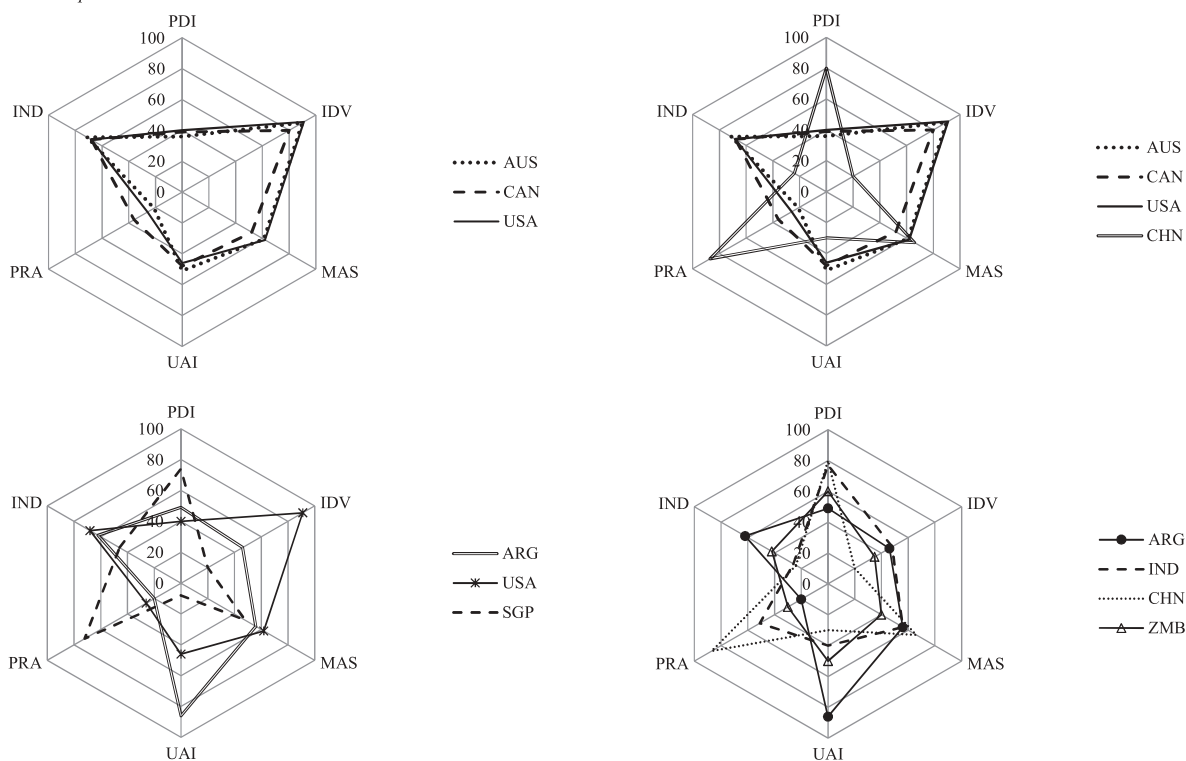 PDI
100
80
60
40
20
0
IND
IDV
PRA
MAS
UAI
AUS
CAN
USA
PDI
100
80
60
40
20
0
IND
IDV
PRA
MAS
UAI
AUS
CAN
USA
CHN
PDI
100
80
60
40
20
0
IND
IDV
PRA
MAS
UAI
ARG
USA
SGP
PDI
100
80
60
40
20
0
IND
IDV
PRA
MAS
UAI
ARG
IND
CHN
ZMB